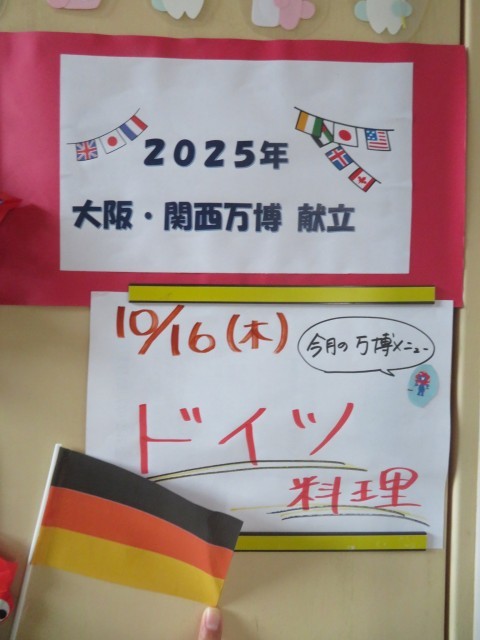 2025年
大阪・関西万博 献立
10/16(木)
今月の万博メニュー
ドイツ
料理